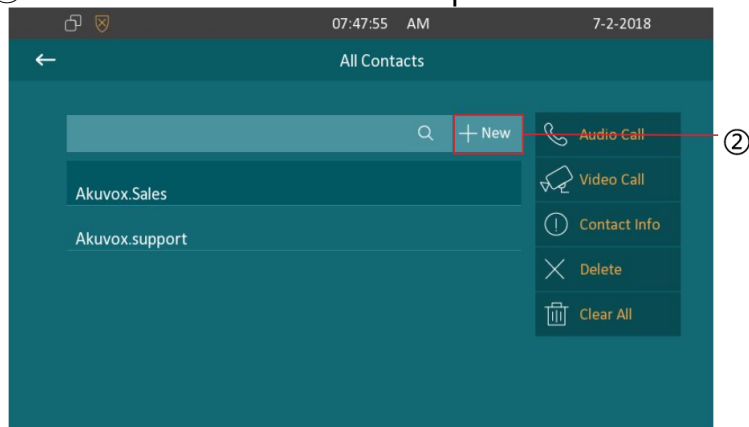 07:47:55 AM 7-2-2018
All Contacts
+ New
Audio Call
②
Video Call
Akuvox.Sales
Contact Info
Akuvox.support
Delete
Clear All